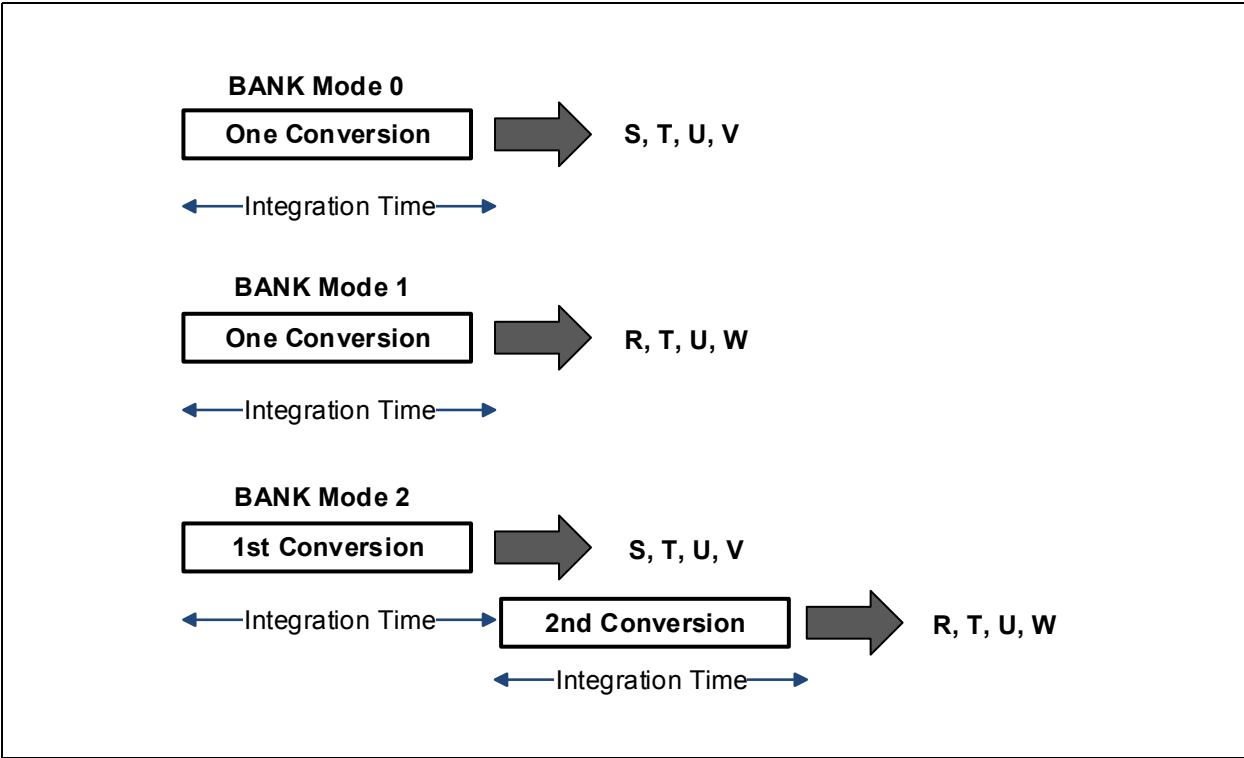 BANK Mode 0
One Conversion
S, T, U, V
Integration Time
BANK Mode 1
One Conversion
R, T, U, W
Integration Time
BANK Mode 2
1st Conversion
S, T, U, V
Integration Time
2nd Conversion
R, T, U, W
Integration Time